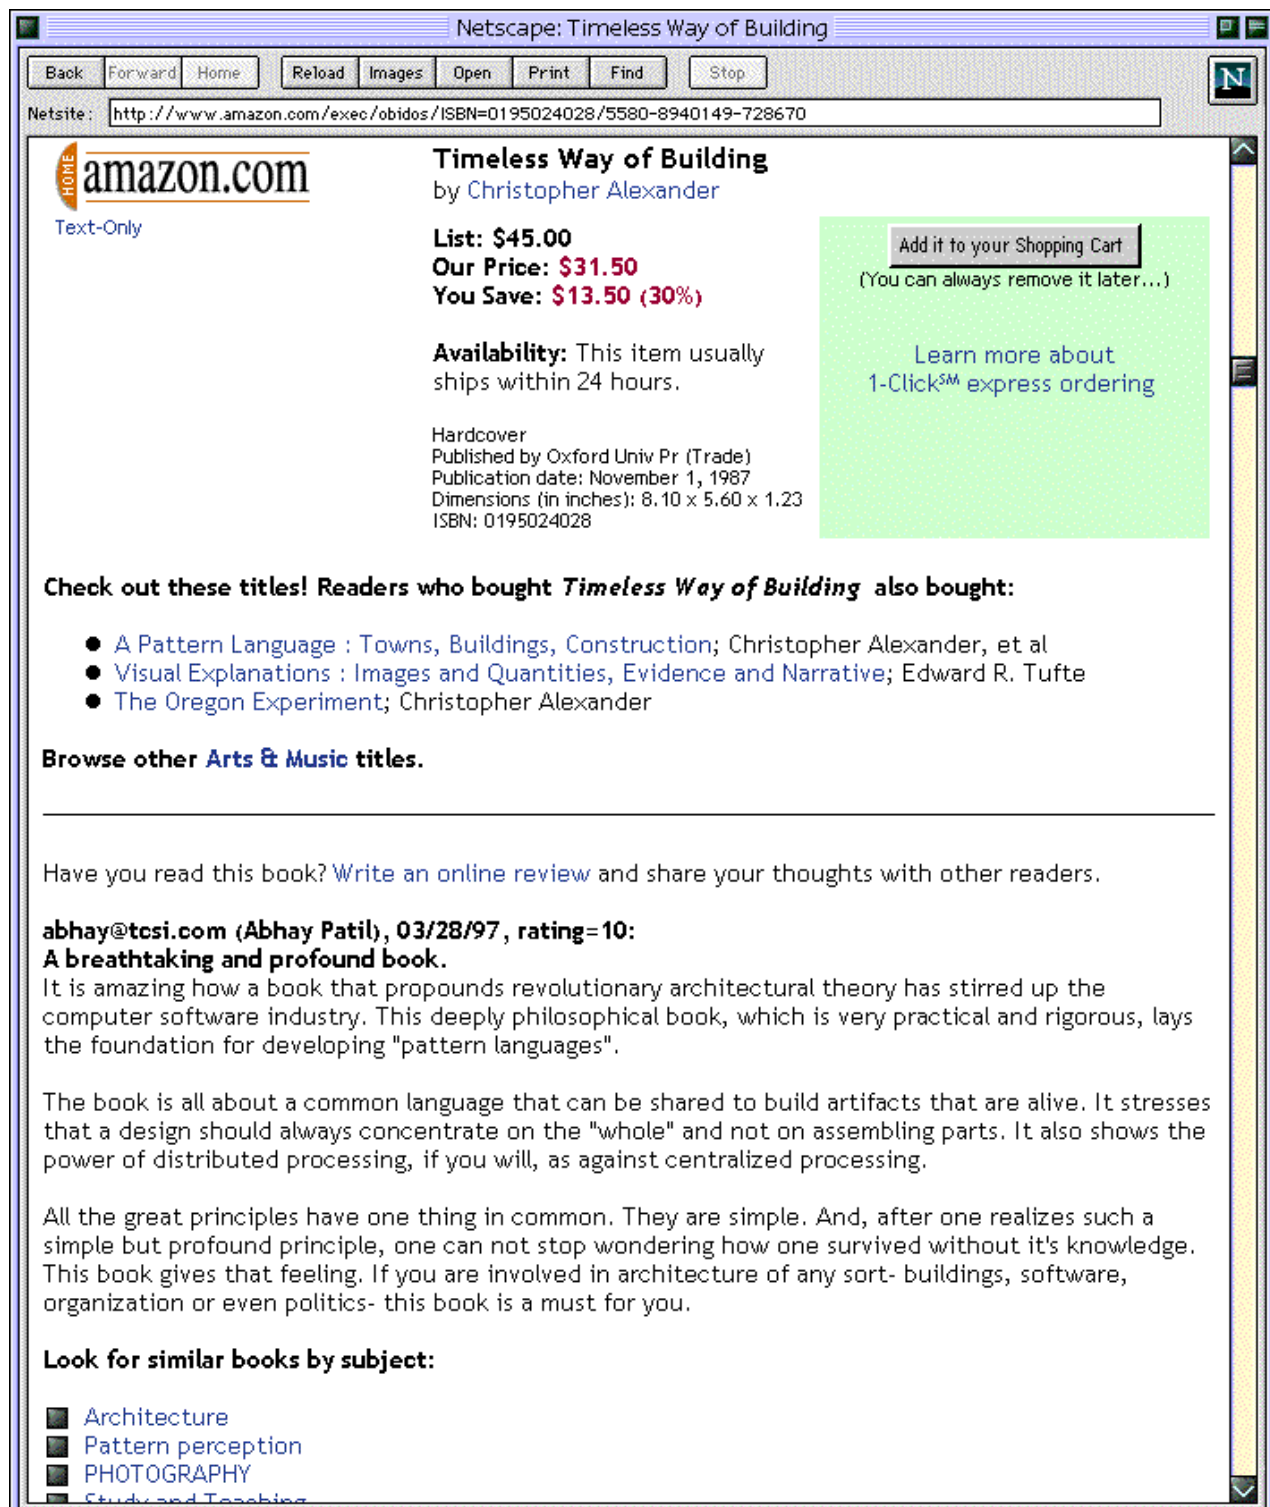 Netscape: Timeless Way of Building
Back Forward Home Reload Images Open Print Find Stop
N
Netsite: http://www.amazon.com/exec/obidos/ISBN=0195024028/5580-8940149-728670
HOME amazon.com
Text-Only
Timeless Way of Building
by Christopher Alexander
List: $45.00
Our Price: $31.50
You Save: $13.50 (30%)
Availability: This item usually
ships within 24 hours.
Hardcover
Published by Oxford Univ Pr (Trade)
Publication date: November 1, 1987
Dimensions (in inches): 8.10 x 5.60 x 1.23
ISBN: 0195024028
Add it to your Shopping Cart
(You can always remove it later...)
Learn more about
1-Click℠ express ordering
Check out these titles! Readers who bought Timeless Way of Building also bought:
● A Pattern Language : Towns, Buildings, Construction; Christopher Alexander, et al
● Visual Explanations : Images and Quantities, Evidence and Narrative; Edward R. Tufte
● The Oregon Experiment; Christopher Alexander
Browse other Arts & Music titles.
Have you read this book? Write an online review and share your thoughts with other readers.
abhay@tcsi.com (Abhay Patil), 03/28/97, rating=10:
A breathtaking and profound book.
It is amazing how a book that propounds revolutionary architectural theory has stirred up the
computer software industry. This deeply philosophical book, which is very practical and rigorous, lays
the foundation for developing "pattern languages".
The book is all about a common language that can be shared to build artifacts that are alive. It stresses
that a design should always concentrate on the "whole" and not on assembling parts. It also shows the
power of distributed processing, if you will, as against centralized processing.
All the great principles have one thing in common. They are simple. And, after one realizes such a
simple but profound principle, one can not stop wondering how one survived without it's knowledge.
This book gives that feeling. If you are involved in architecture of any sort- buildings, software,
organization or even politics- this book is a must for you.
Look for similar books by subject:
Architecture
Pattern perception
PHOTOGRAPHY
Study and Teaching